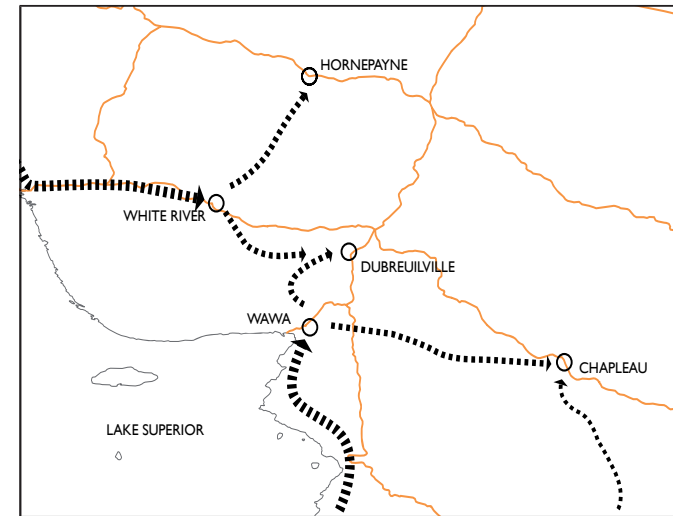 HORNEPAYNE
WHITE RIVER
DUBREUILVILLE
WAWA
CHAPLEAU
LAKE SUPERIOR